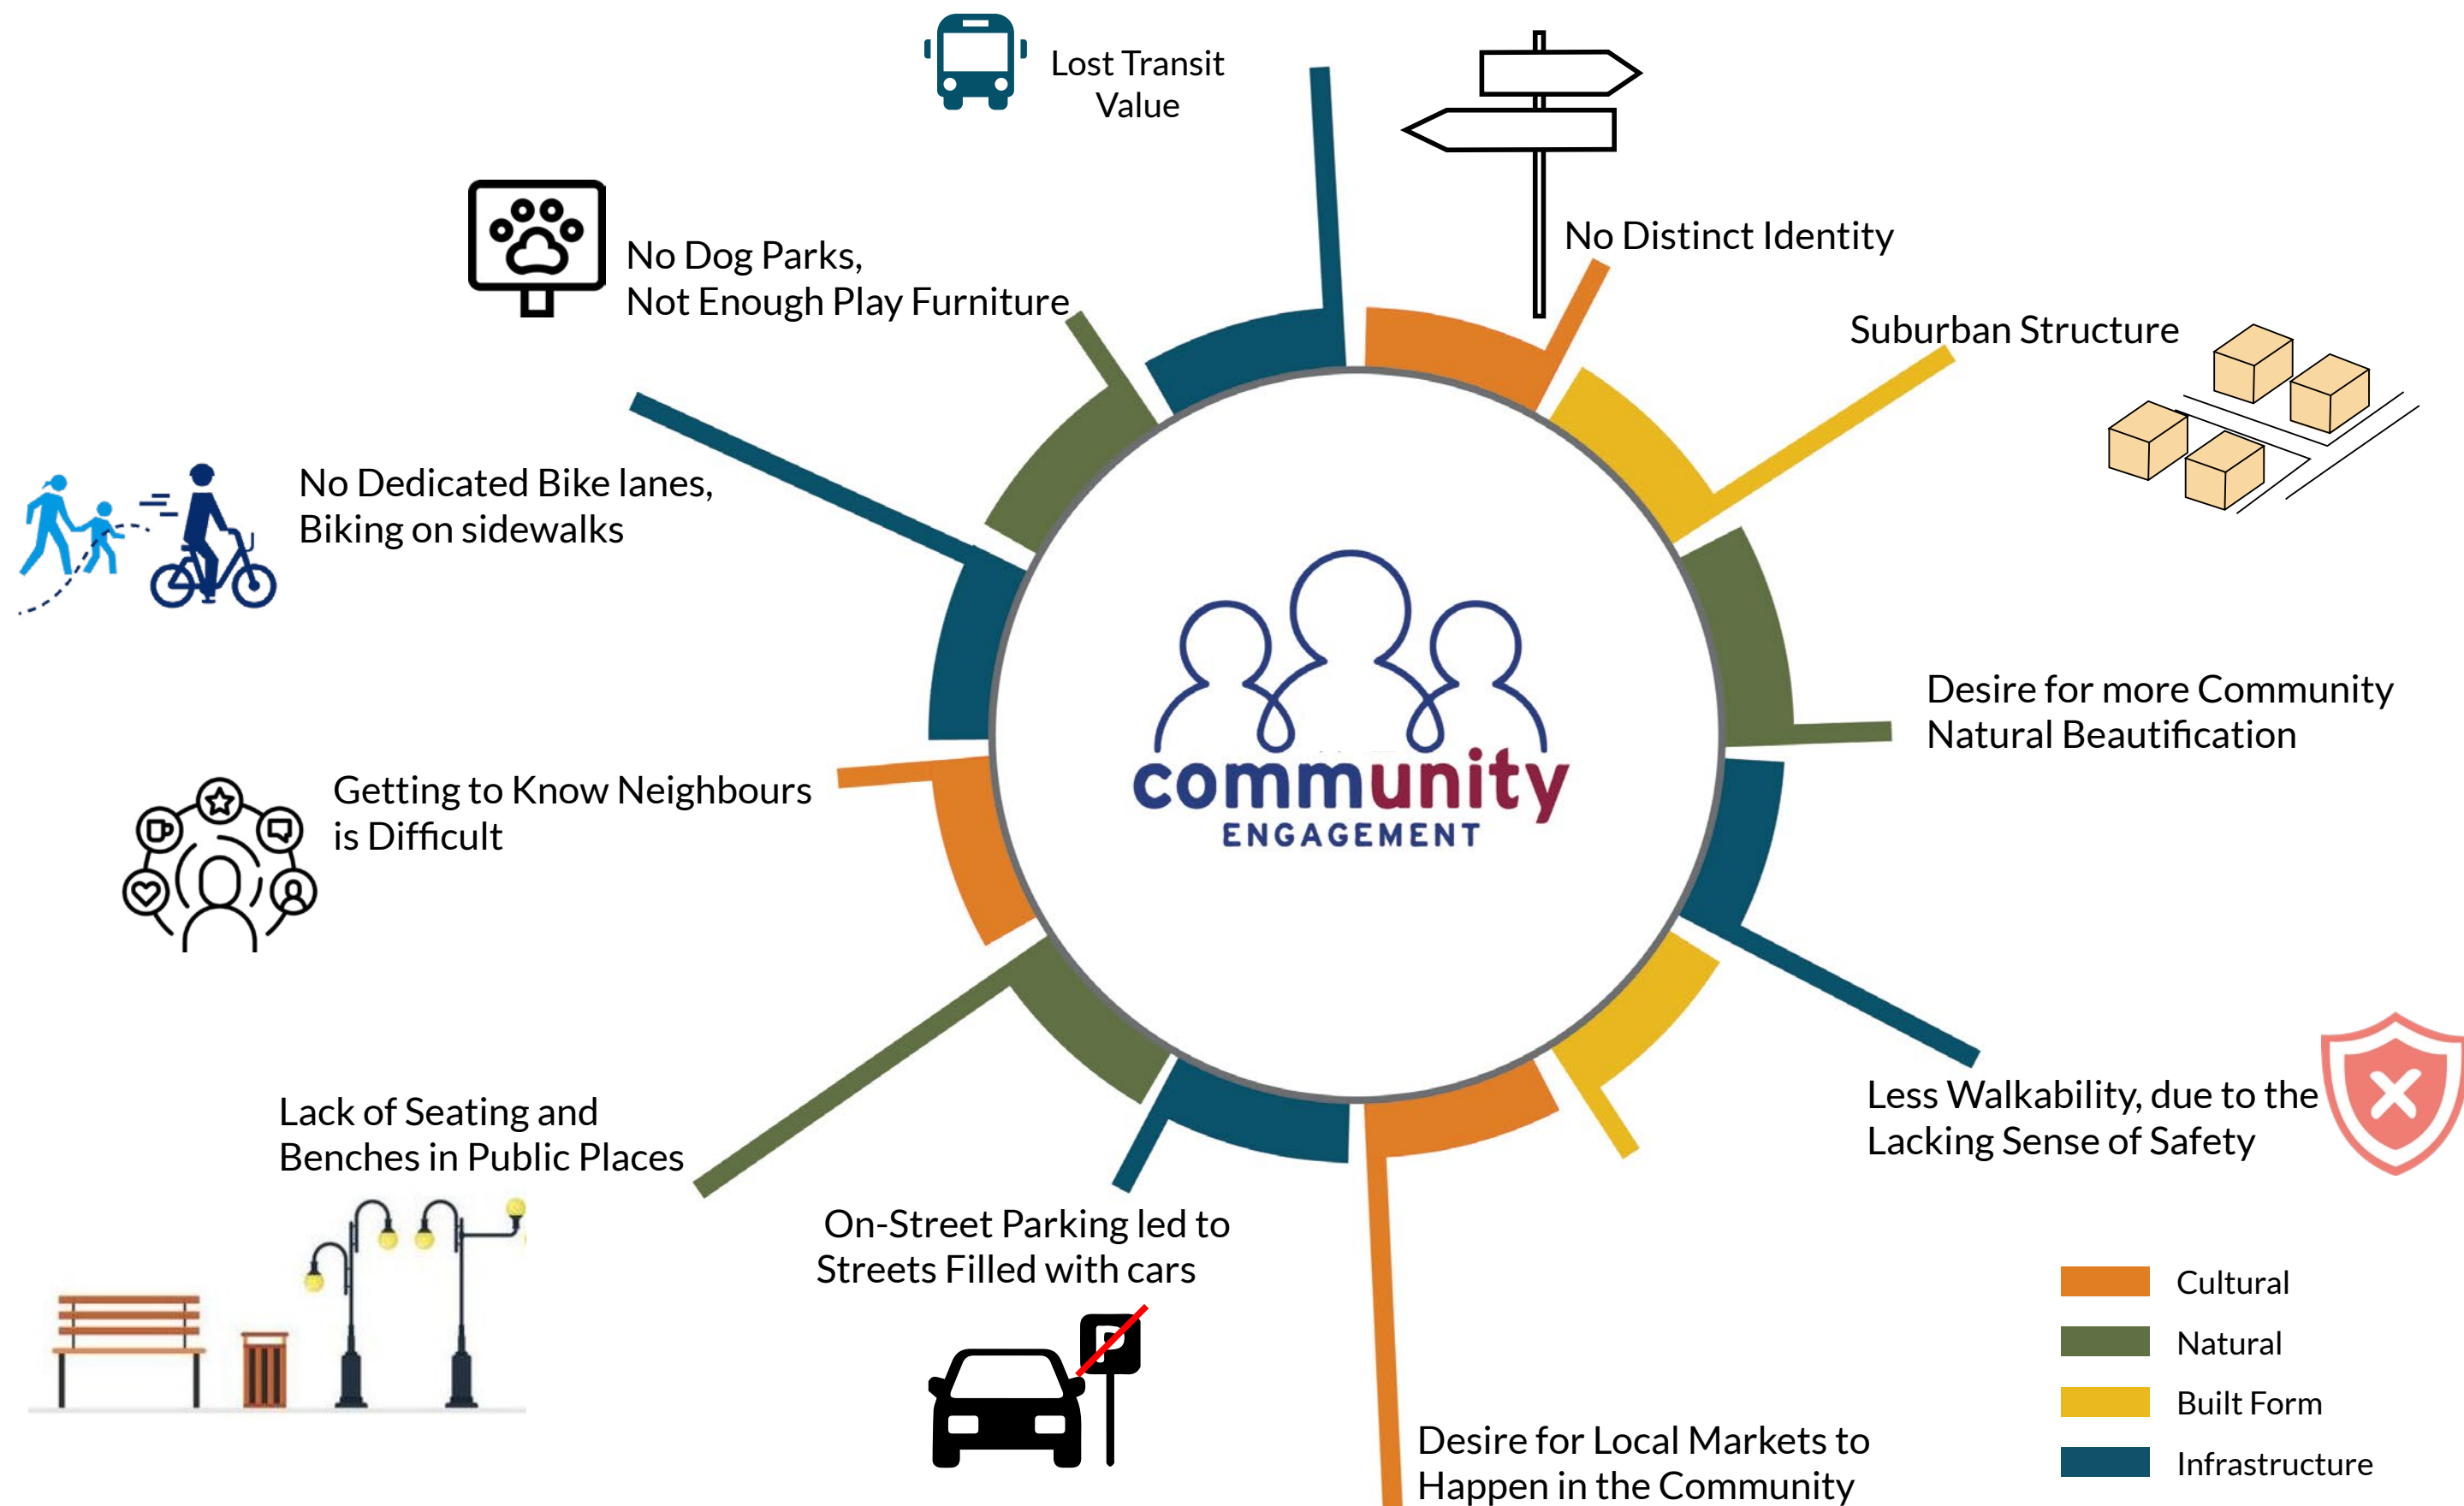 Lost Transit
Value
No Distinct Identity
No Dog Parks,
Not Enough Play Furniture
Suburban Structure
No Dedicated Bike lanes,
Biking on sidewalks
Desire for more Community
Natural Beautification
community
ENGAGEMENT
Getting to Know Neighbours
is Difficult
Less Walkability, due to the
Lacking Sense of Safety
Lack of Seating and
Benches in Public Places
On-Street Parking led to
Streets Filled with cars
P
Desire for Local Markets to
Happen in the Community
Cultural
Natural
Built Form
Infrastructure